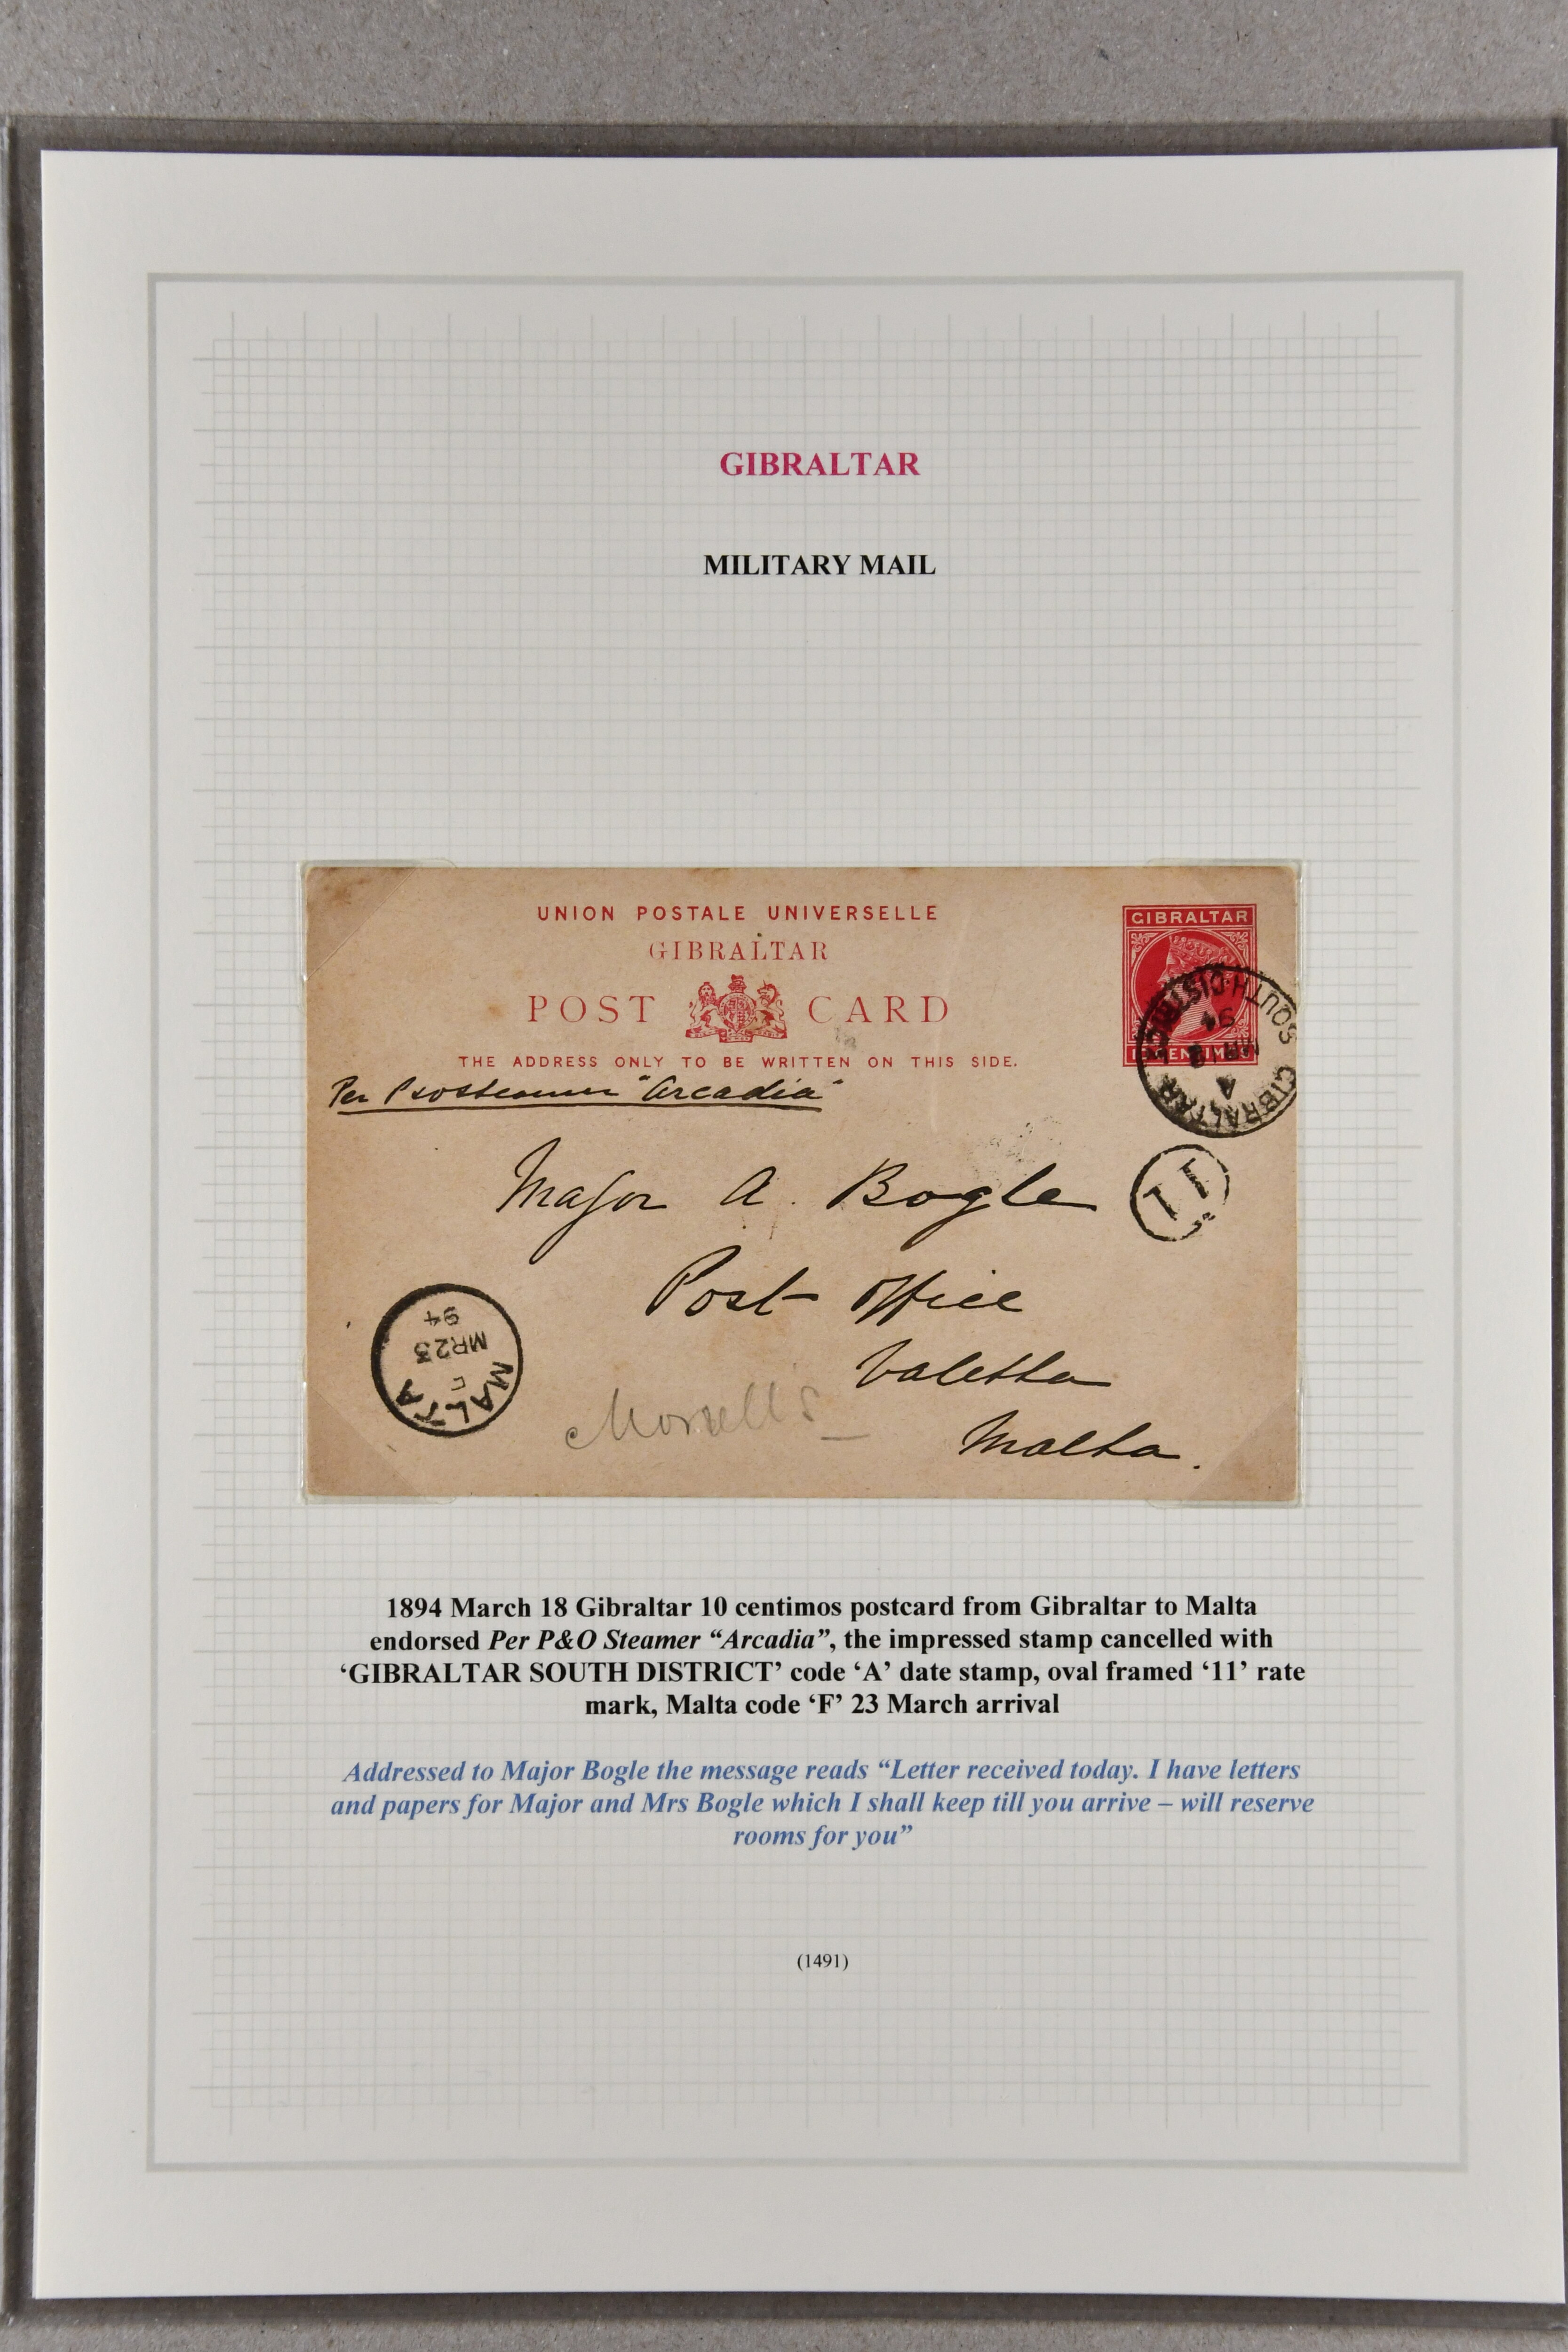 GIBRALTAR
MILITARY MAIL
UNION POSTALE UNIVERSELLE
GIBRALTAR
POST CARD
THE ADDRESS ONLY TO BE WRITTEN ON THIS SIDE.
GIBRALTAR
GIBRALTAR SOUTH DISTRICT
A
94
Per P&O Steamer "Arcadia"
Major A. Bogle
11
Post Office
Valetta
Malta.
MALTA
F
MR 23
94
1894 March 18 Gibraltar 10 centimos postcard from Gibraltar to Malta
endorsed Per P&O Steamer “Arcadia”, the impressed stamp cancelled with
‘GIBRALTAR SOUTH DISTRICT’ code ‘A’ date stamp, oval framed ‘11’ rate
mark, Malta code ‘F’ 23 March arrival
Addressed to Major Bogle the message reads “Letter received today. I have letters
and papers for Major and Mrs Bogle which I shall keep till you arrive – will reserve
rooms for you”
(1491)